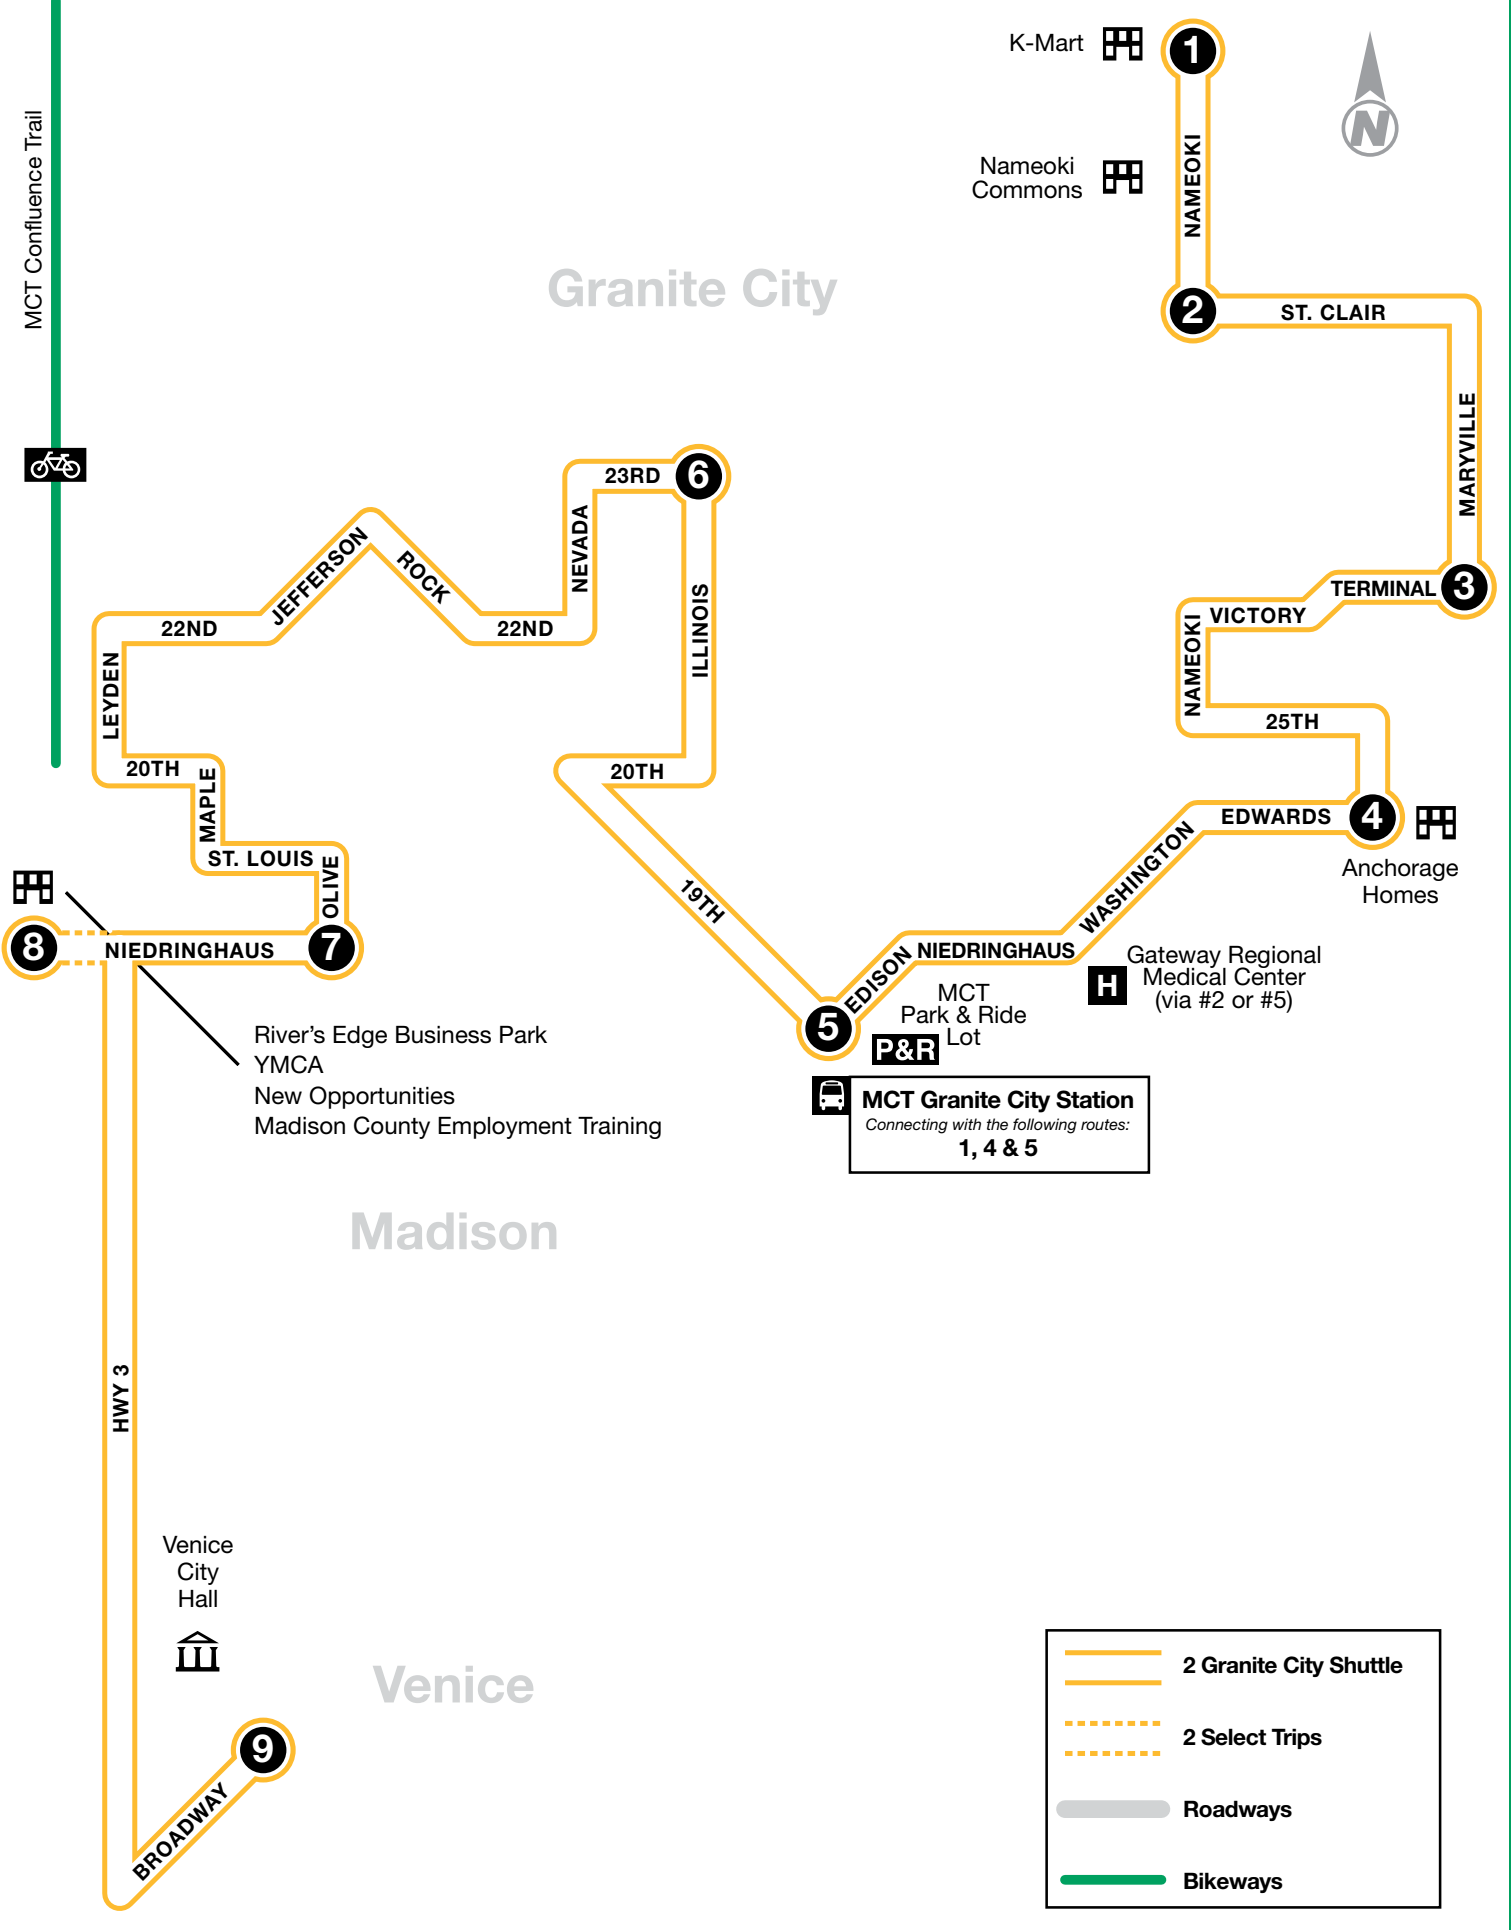 K-Mart
1
N
MCT Confluence Trail
NAMEOKI
Nameoki
Commons
Granite City
2
ST. CLAIR
MARYVILLE
23RD
6
NEVADA
JEFFERSON
ROCK
22ND
22ND
ILLINOIS
TERMINAL
3
VICTORY
NAMEOKI
25TH
LEYDEN
20TH
MAPLE
20TH
ST. LOUIS
OLIVE
EDWARDS
4
Anchorage
Homes
WASHINGTON
19TH
8
NIEDRINGHAUS
7
EDISON
NIEDRINGHAUS
H
Gateway Regional
Medical Center
(via #2 or #5)
5
MCT
Park & Ride
Lot
P&R
River's Edge Business Park
YMCA
New Opportunities
Madison County Employment Training
MCT Granite City Station
Connecting with the following routes:
1, 4 & 5
Madison
HWY 3
Venice
City
Hall
Venice
9
BROADWAY
2 Granite City Shuttle
2 Select Trips
Roadways
Bikeways